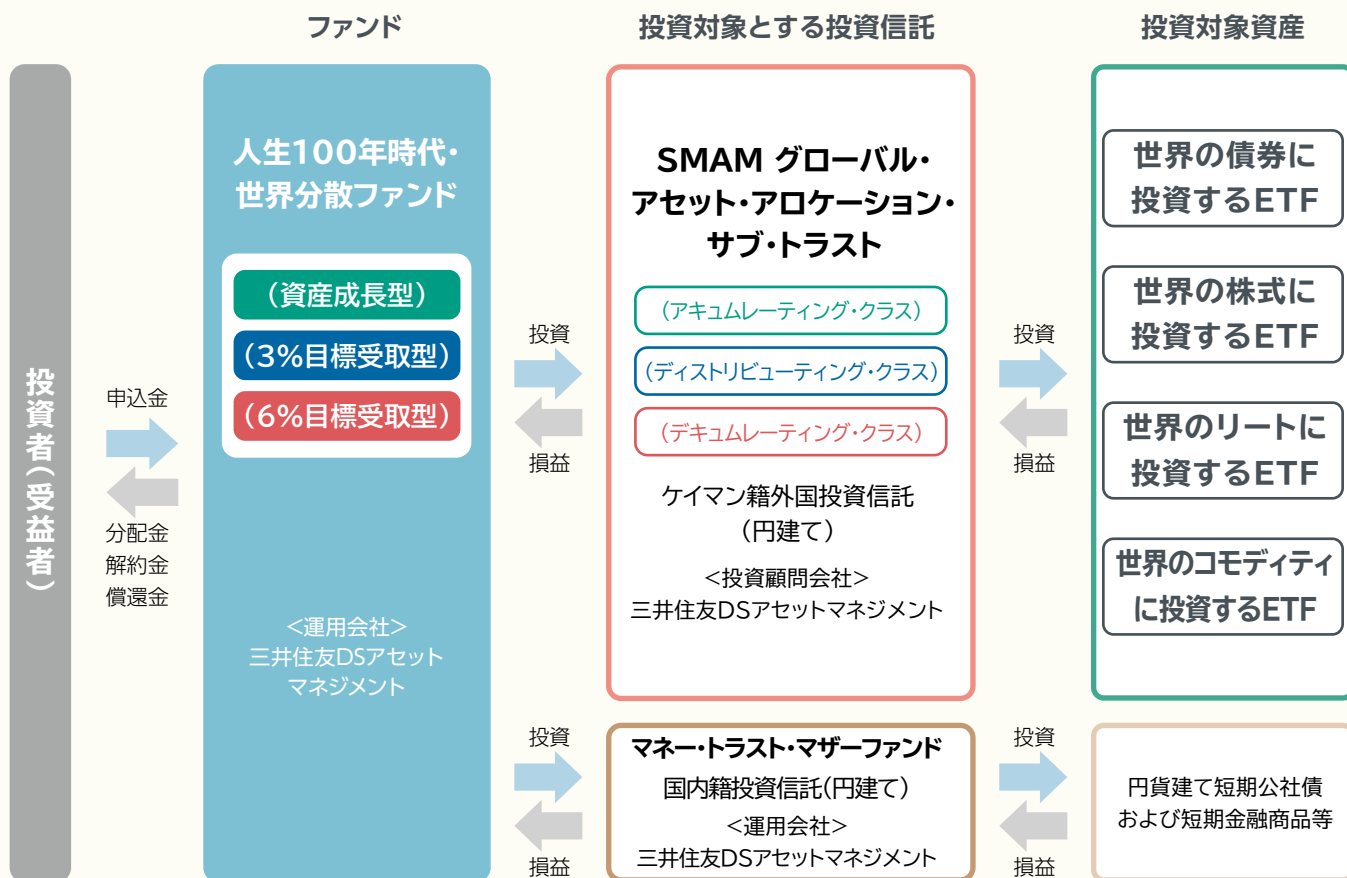 ファンド
投資対象とする投資信託
投資対象資産
投資者(受益者)
申込金
分配金
解約金
償還金
人生100年時代・
世界分散ファンド
(資産成長型)
(3%目標受取型)
(6%目標受取型)
<運用会社>
三井住友DSアセット
マネジメント
投資
損益
SMAM グローバル・
アセット・アロケーション・
サブ・トラスト
(アキュムレーティング・クラス)
(ディストリビューティング・クラス)
(デキュムレーティング・クラス)
ケイマン籍外国投資信託
(円建て)
<投資顧問会社>
三井住友DSアセットマネジメント
投資
損益
世界の債券に
投資するETF
世界の株式に
投資するETF
世界のリートに
投資するETF
世界のコモディティ
に投資するETF
投資
損益
マネー・トラスト・マザーファンド
国内籍投資信託(円建て)
<運用会社>
三井住友DSアセットマネジメント
投資
損益
円貨建て短期公社債
および短期金融商品等